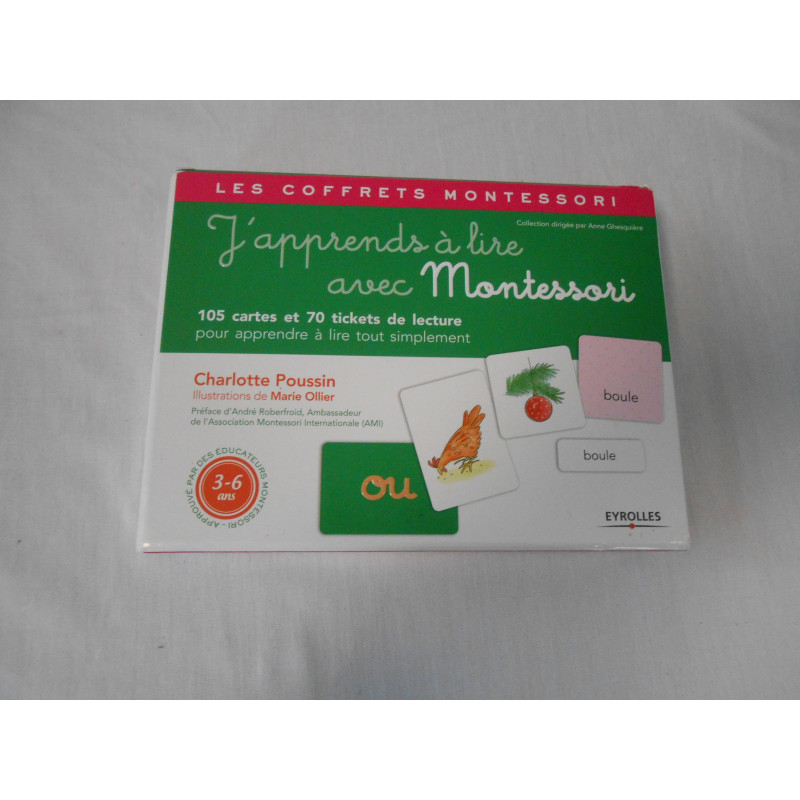 LES COFFRETS MONTESSORI
Collection dirigée par Anne Ghesquière
J'apprends à lire
avec Montessori
105 cartes et 70 tickets de lecture
pour apprendre à lire tout simplement
Charlotte Poussin
Illustrations de Marie Ollier
Préface d'André Roberfroid, Ambassadeur
de l'Association Montessori Internationale (AMI)
boule
boule
ou
APPROUVÉ PAR DES ÉDUCATEURS MONTESSORI
3-6
ans
EYROLLES